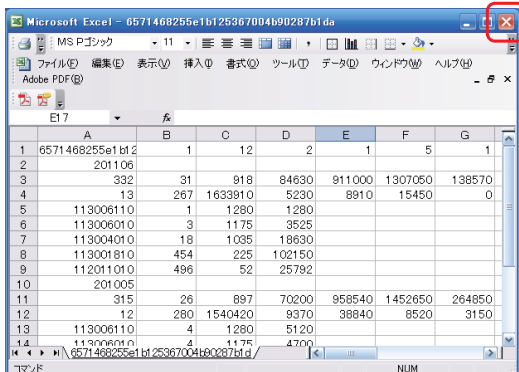 Microsoft Excel - 6571468255e1b125367004b90287b1da
MS Pゴシック 11
ファイル(F) 編集(E) 表示(V) 挿入(I) 書式(O) ツール(T) データ(D) ウィンドウ(W) ヘルプ(H)
Adobe PDF(B)
E17 fx
A B C D E F G
1 6571468255e1b12 1 12 2 1 5 1
2 201106
3 332 31 918 84630 911000 1307050 138570
4 13 267 1633910 5230 8910 15450 0
5 113006110 1 1280 1280
6 113006010 3 1175 3525
7 113004010 18 1035 18630
8 113001810 454 225 102150
9 112011010 496 52 25792
10 201005
11 315 26 897 70200 958540 1452650 264850
12 12 280 1540420 9370 38840 8520 3150
13 113006110 4 1280 5120
14 113006010 4 1175 4700
6571468255e1b125367004b90287b1d
コマンド NUM